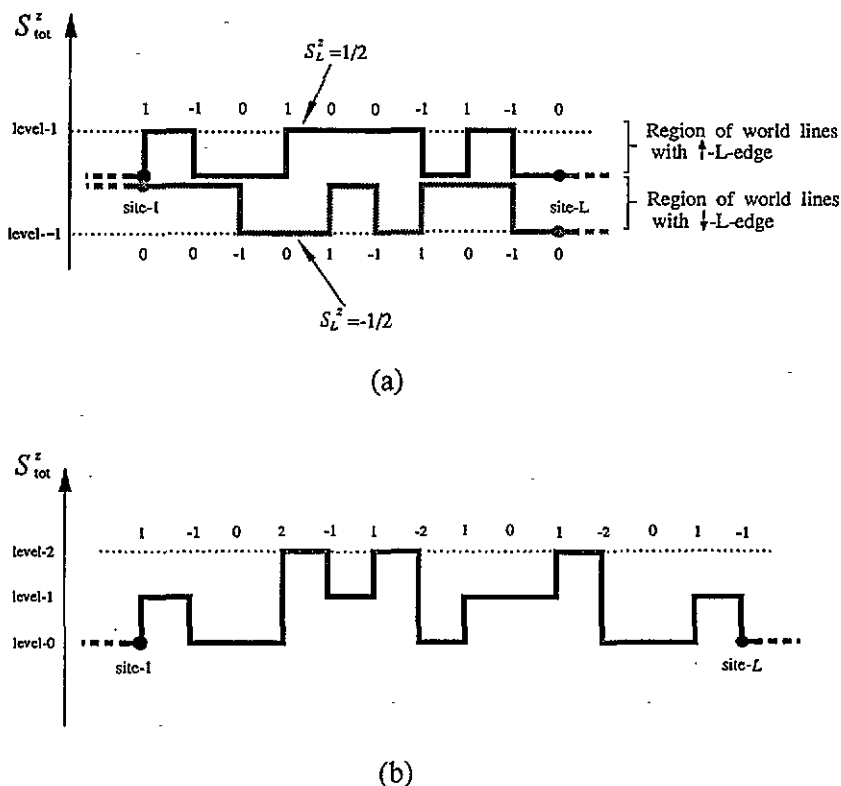 S^z_tot
S_L^z=1/2
1 -1 0 1 0 0 -1 1 -1 0
level-1
Region of world lines
with ↑-L-edge
site-1
site-L
Region of world lines
with ↓-L-edge
level--1
0 0 -1 0 1 -1 1 0 -1 0
S_L^z=-1/2
(a)
S^z_tot
1 -1 0 2 -1 1 -2 1 0 1 -2 0 1 -1
level-2
level-1
level-0
site-1
site-L
(b)